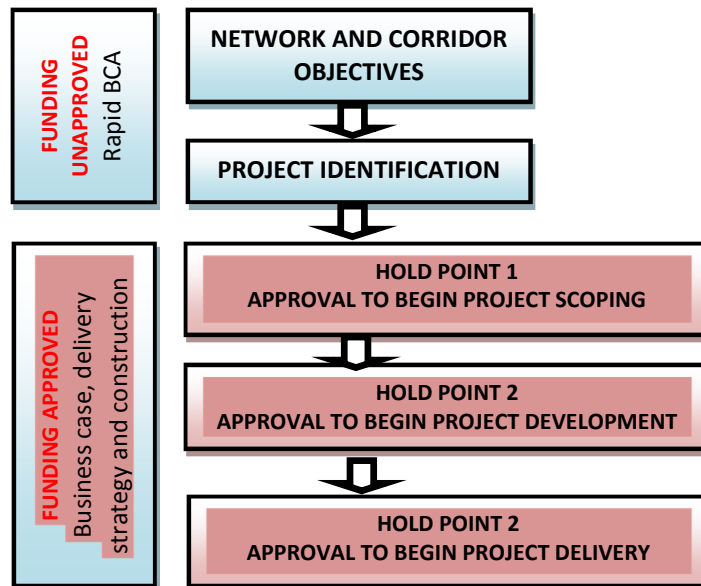 FUNDING
UNAPPROVED
Rapid BCA
NETWORK AND CORRIDOR
OBJECTIVES
PROJECT IDENTIFICATION
FUNDING APPROVED
Business case, delivery
strategy and construction
HOLD POINT 1
APPROVAL TO BEGIN PROJECT SCOPING
HOLD POINT 2
APPROVAL TO BEGIN PROJECT DEVELOPMENT
HOLD POINT 2
APPROVAL TO BEGIN PROJECT DELIVERY